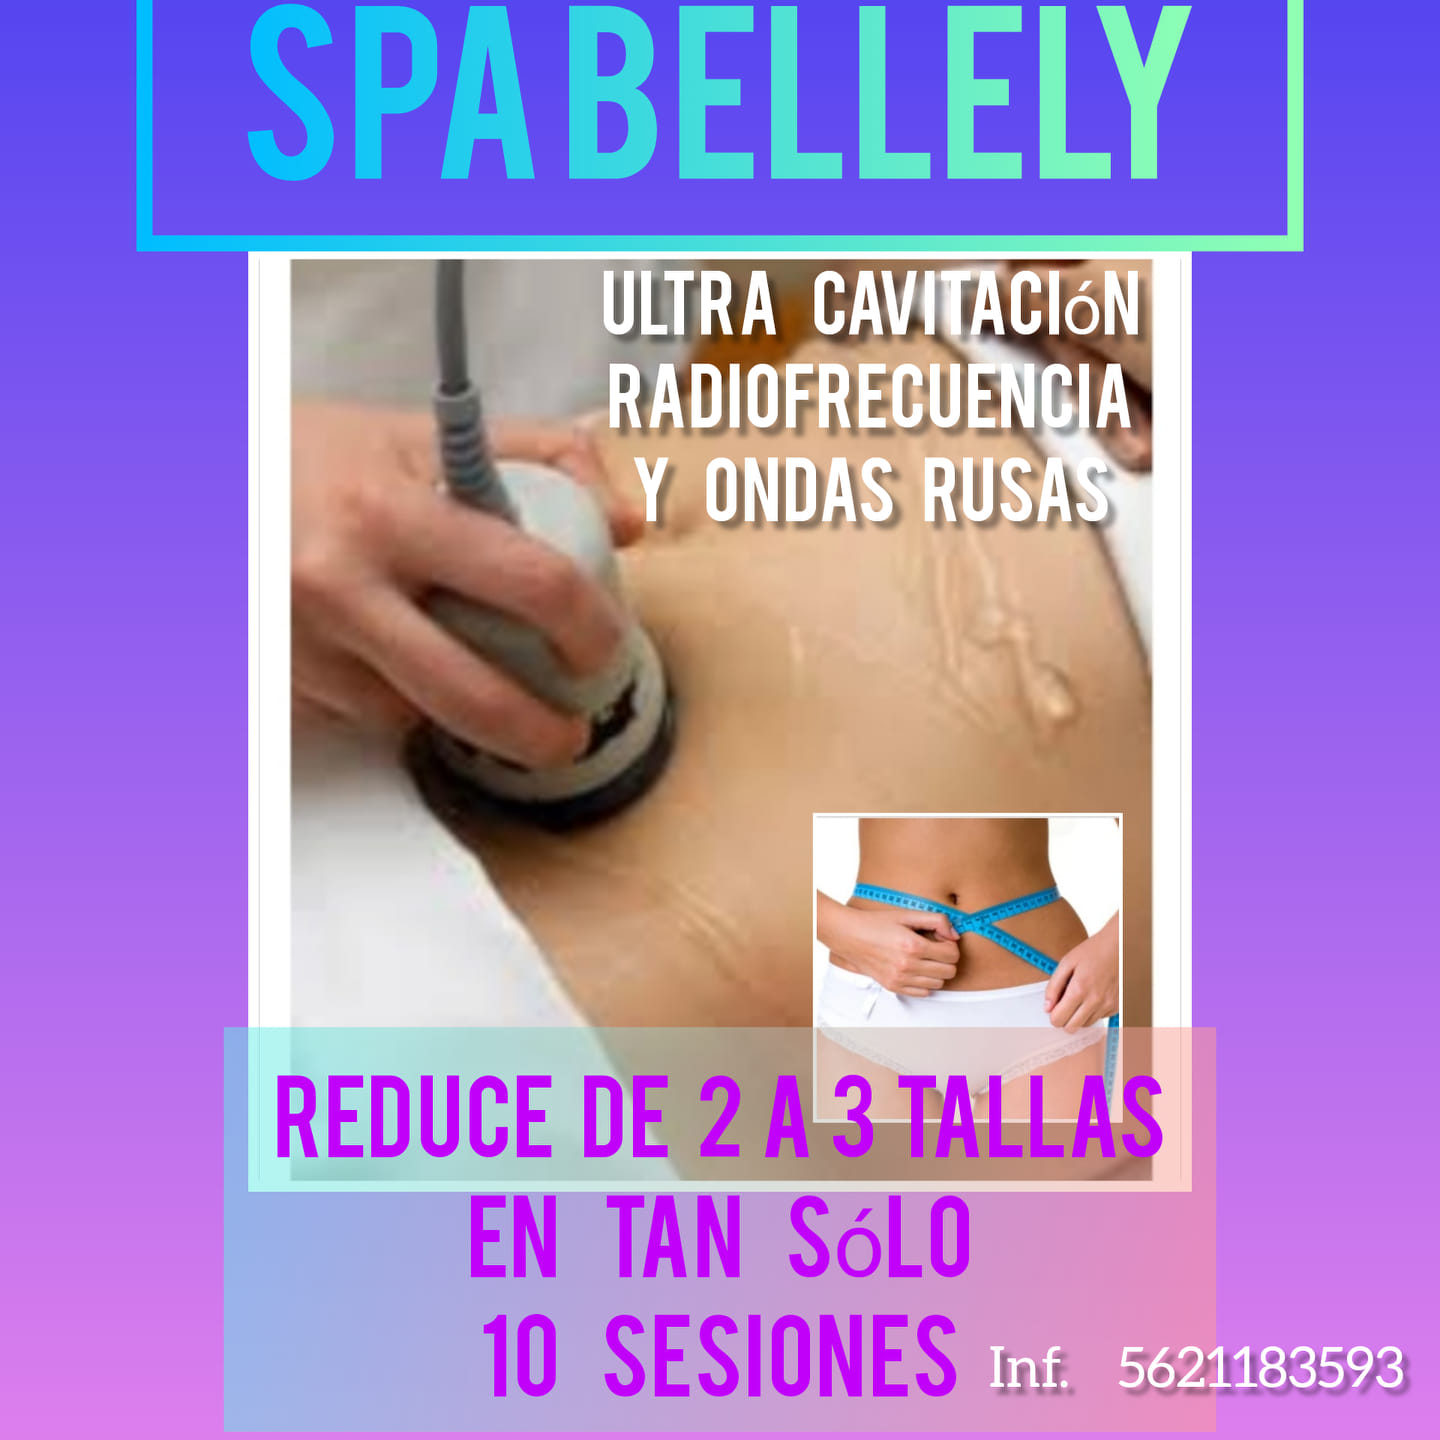 SPA BELLELY
ULTRA CAVITACIóN
RADIOFRECUENCIA
Y ONDAS RUSAS
REDUCE DE 2 A 3 TALLAS
EN TAN SóLO
10 SESIONES
Inf. 5621183593